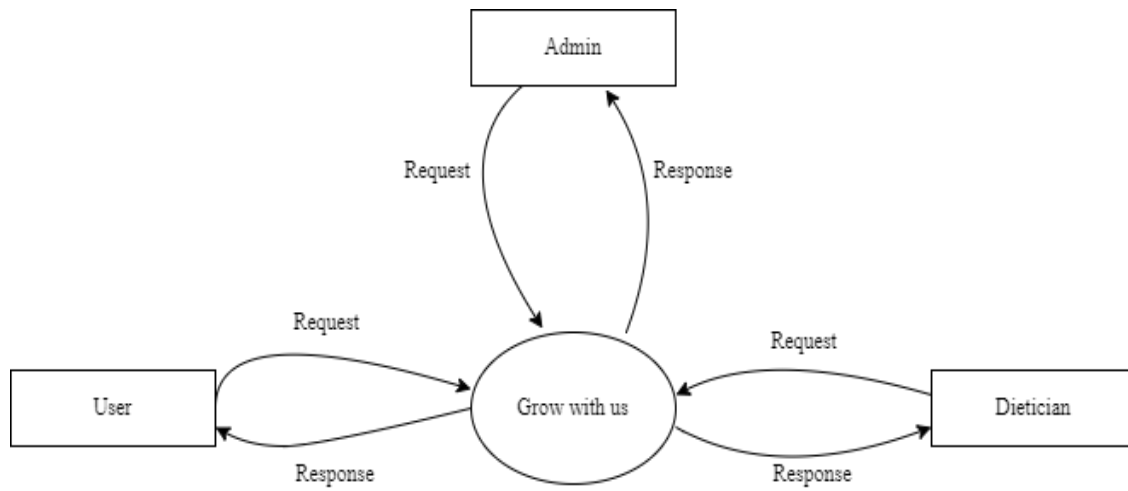 Admin
Request
Response
Request
Request
User
Grow with us
Dietician
Response
Response